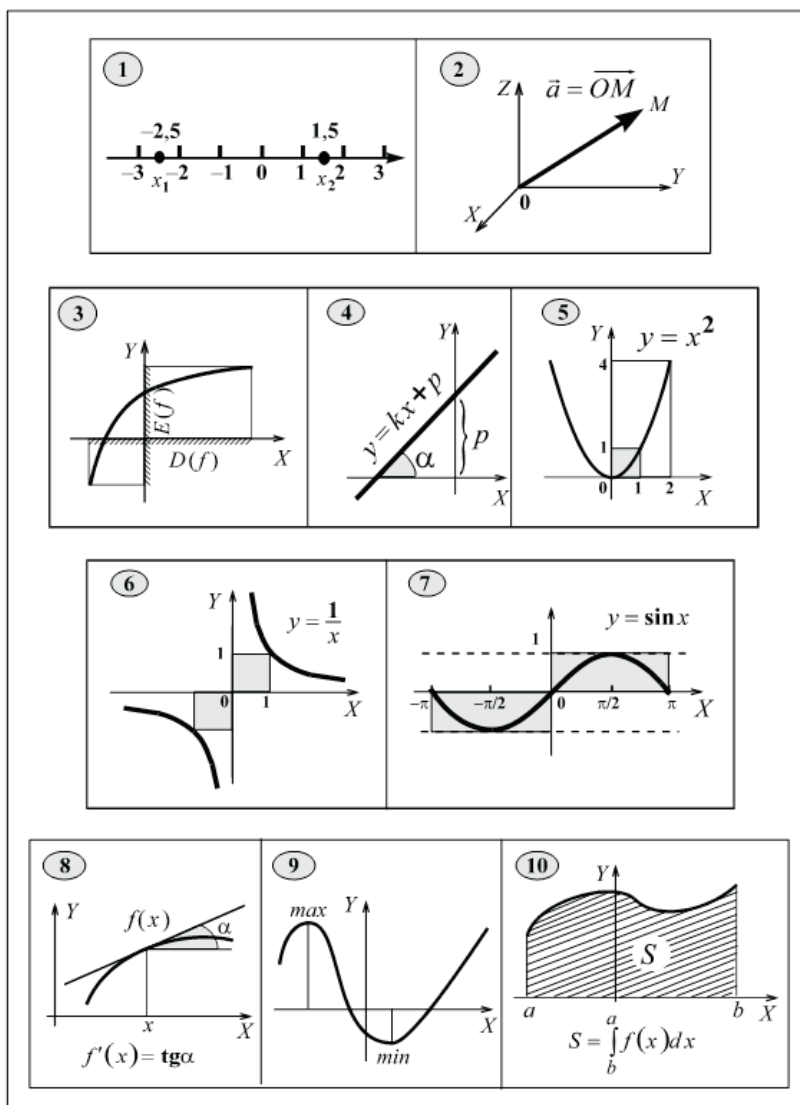 1
–2,5 1,5
–3 x₁ –2 –1 0 1 x₂ 2 3
2
Z a⃗ = O͞M⃗ M
Y
X 0
3
Y
E(f)
D(f) X
4
Y
y = kx + p
α p
X
5
Y y = x²
4
1
0 1 2 X
6
Y y = 1/x
1
0 1 X
7
y = sin x
1
–π –π/2 0 π/2 π X
8
Y f(x) α
x X
f′(x) = tgα
9
max Y
min
X
10
Y
S
a a b X
S = ∫ f(x)dx
b